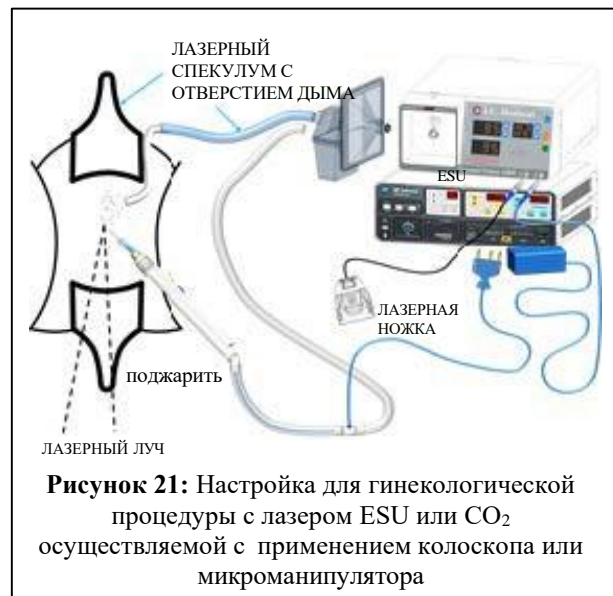 ЛАЗЕРНЫЙ
СПЕКУЛУМ С
ОТВЕРСТИЕМ ДЫМА
ESU
ЛАЗЕРНАЯ
НОЖКА
поджарить
ЛАЗЕРНЫЙ ЛУЧ
Рисунок 21: Настройка для гинекологической
процедуры с лазером ESU или CO₂
осуществляемой с применением колоскопа или
микроманипулятора